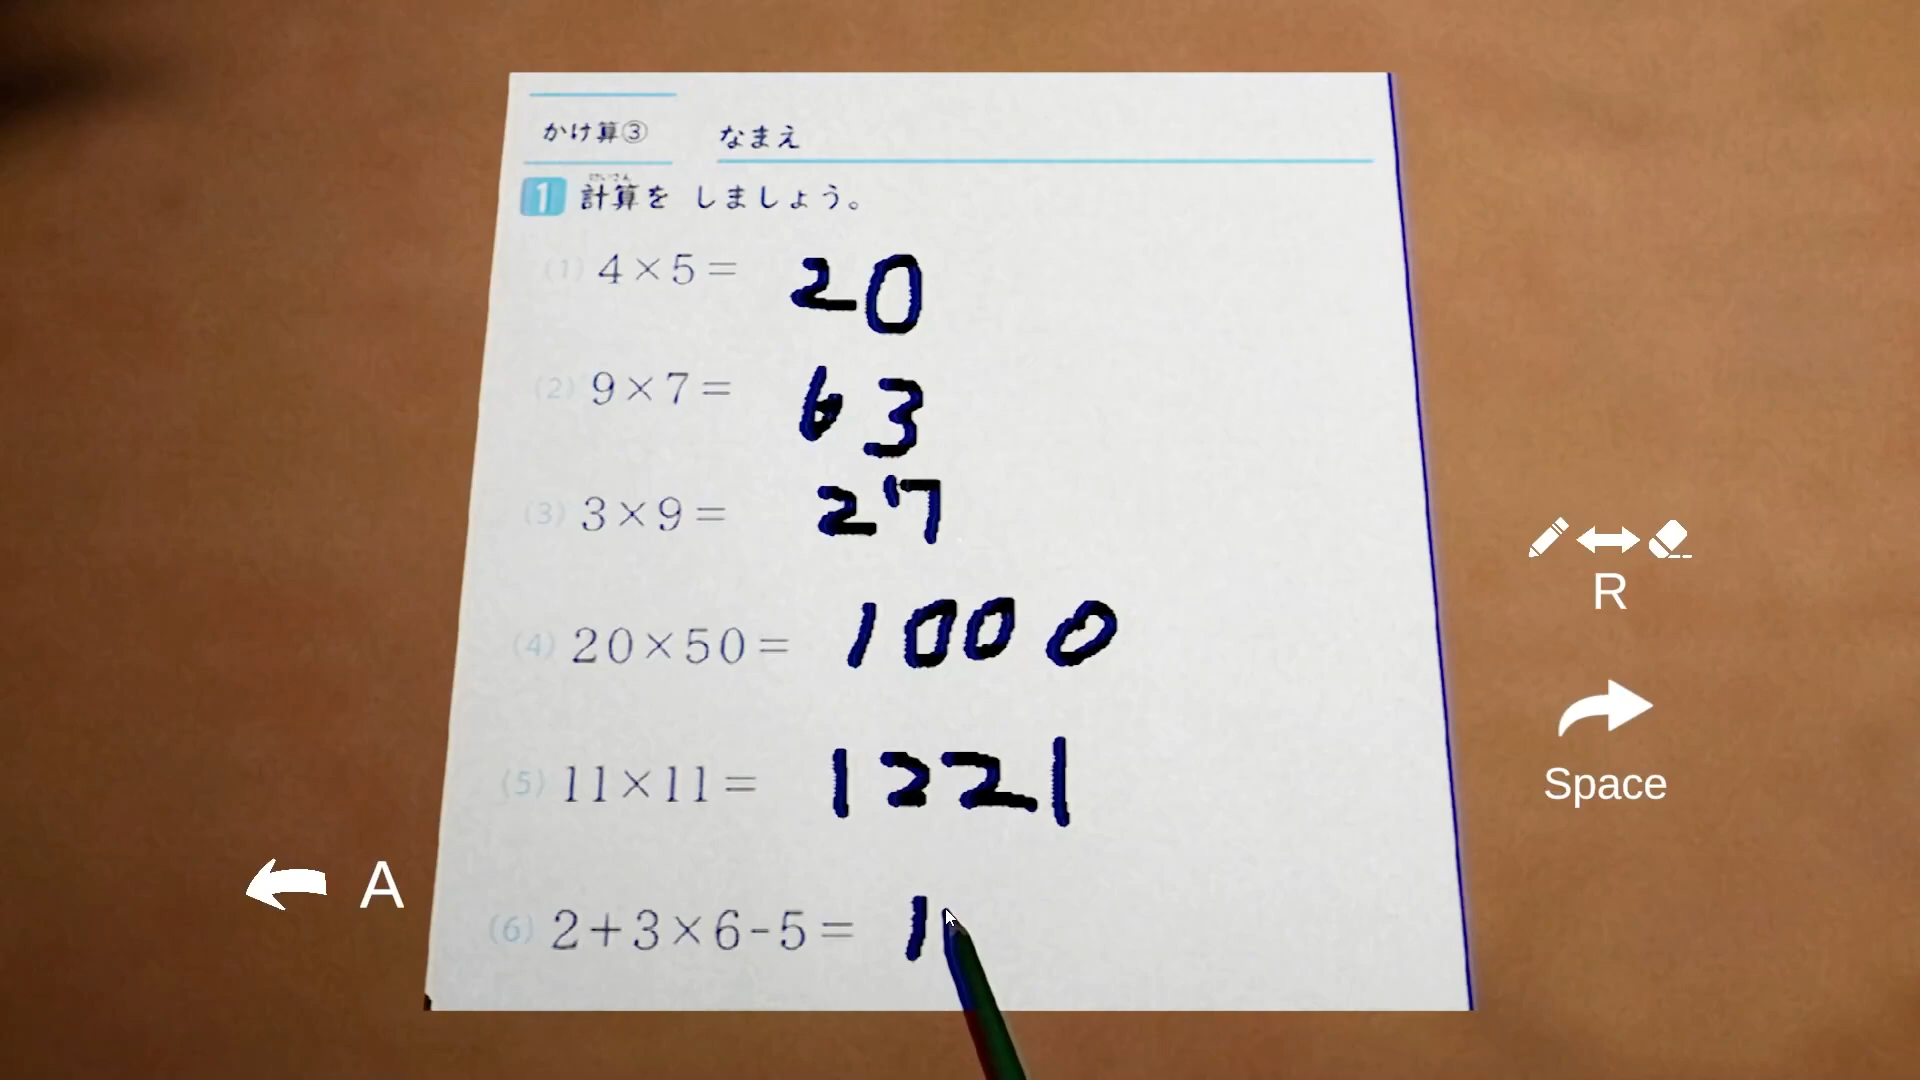 かけ算③ なまえ
けいさん
1 計算を しましょう。
(1) 4×5= 20
(2) 9×7= 63
(3) 3×9= 27
(4) 20×50= 1000
(5) 11×11= 1221
(6) 2+3×6-5= 1
R
Space
A